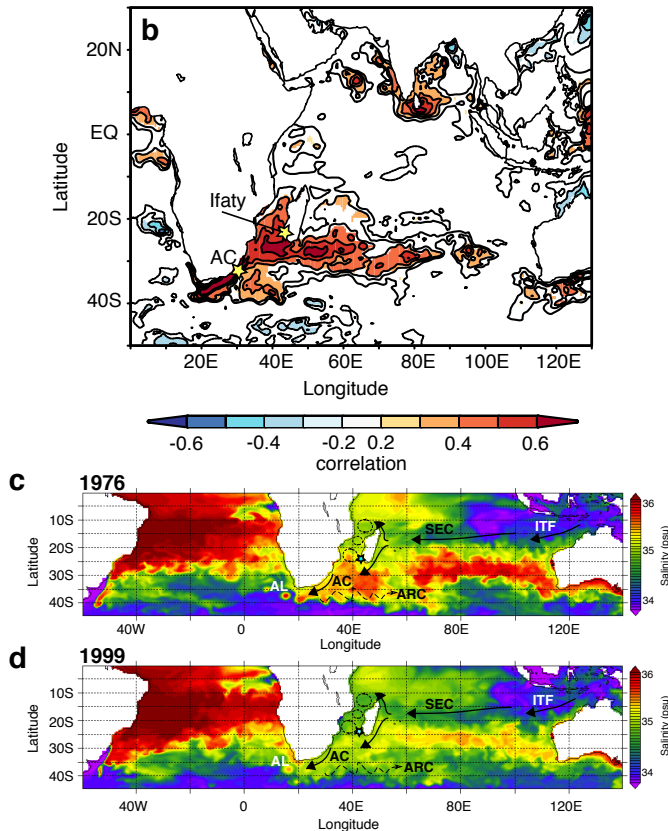 b
20N
EQ
20S
40S
Latitude
Ifaty
AC
20E 40E 60E 80E 100E 120E
Longitude
-0.6 -0.4 -0.2 0.2 0.4 0.6
correlation
c 1976
10S
20S
30S
40S
Latitude
SEC
ITF
AL
AC
ARC
36
35
34
Salinity (psu)
40W 0 40E 80E 120E
Longitude
d 1999
10S
20S
30S
40S
Latitude
SEC
ITF
AL
AC
ARC
36
35
34
Salinity (psu)
40W 0 40E 80E 120E
Longitude